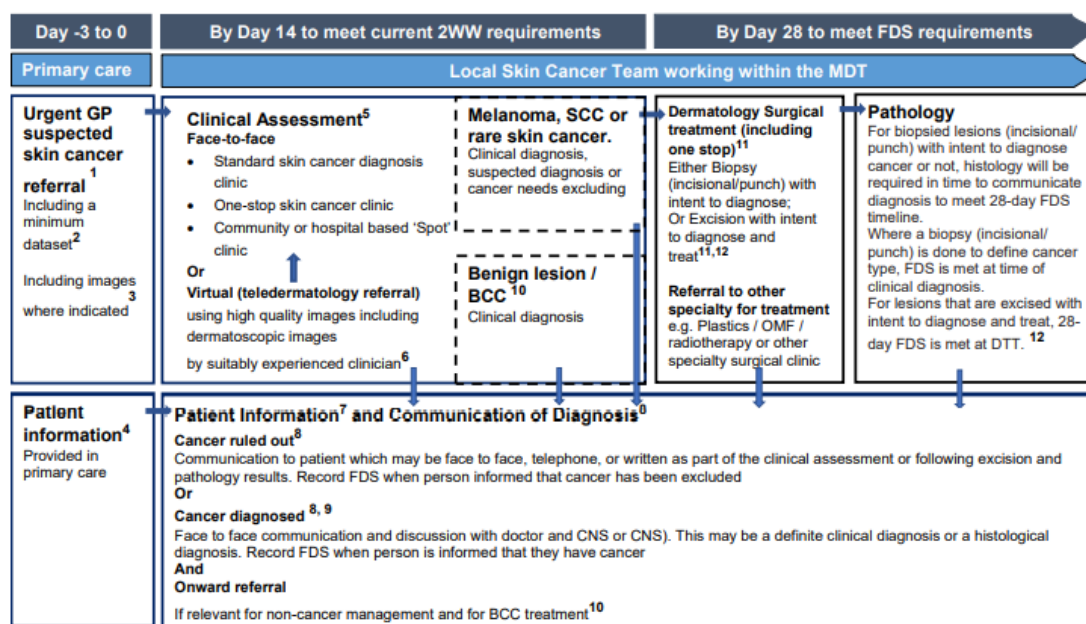 Day -3 to 0
By Day 14 to meet current 2WW requirements
By Day 28 to meet FDS requirements
Primary care
Local Skin Cancer Team working within the MDT
Urgent GP
suspected
skin cancer
1
referral
Including a
minimum
dataset2
Including images
where indicated 3
Clinical Assessment5
Face-to-face
• Standard skin cancer diagnosis
clinic
• One-stop skin cancer clinic
• Community or hospital based ‘Spot’
clinic
Or
Virtual (teledermatology referral)
using high quality images including
dermatoscopic images
by suitably experienced clinician6
Melanoma, SCC or
rare skin cancer.
Clinical diagnosis,
suspected diagnosis or
cancer needs excluding
Benign lesion /
BCC 10
Clinical diagnosis
Dermatology Surgical
treatment (including
one stop)11
Either Biopsy
(incisional/punch) with
intent to diagnose;
Or Excision with intent
to diagnose and
treat11,12
Referral to other
specialty for treatment
e.g. Plastics / OMF /
radiotherapy or other
specialty surgical clinic
Pathology
For biopsied lesions (incisional/
punch) with intent to diagnose
cancer or not, histology will be
required in time to communicate
diagnosis to meet 28-day FDS
timeline.
Where a biopsy (incisional/
punch) is done to define cancer
type, FDS is met at time of
clinical diagnosis.
For lesions that are excised with
intent to diagnose and treat, 28-
day FDS is met at DTT. 12
Patient
information4
Provided in
primary care
Patient Information7 and Communication of Diagnosis0
Cancer ruled out8
Communication to patient which may be face to face, telephone, or written as part of the clinical assessment or following excision and
pathology results. Record FDS when person informed that cancer has been excluded
Or
Cancer diagnosed 8, 9
Face to face communication and discussion with doctor and CNS or CNS). This may be a definite clinical diagnosis or a histological
diagnosis. Record FDS when person is informed that they have cancer
And
Onward referral
If relevant for non-cancer management and for BCC treatment10